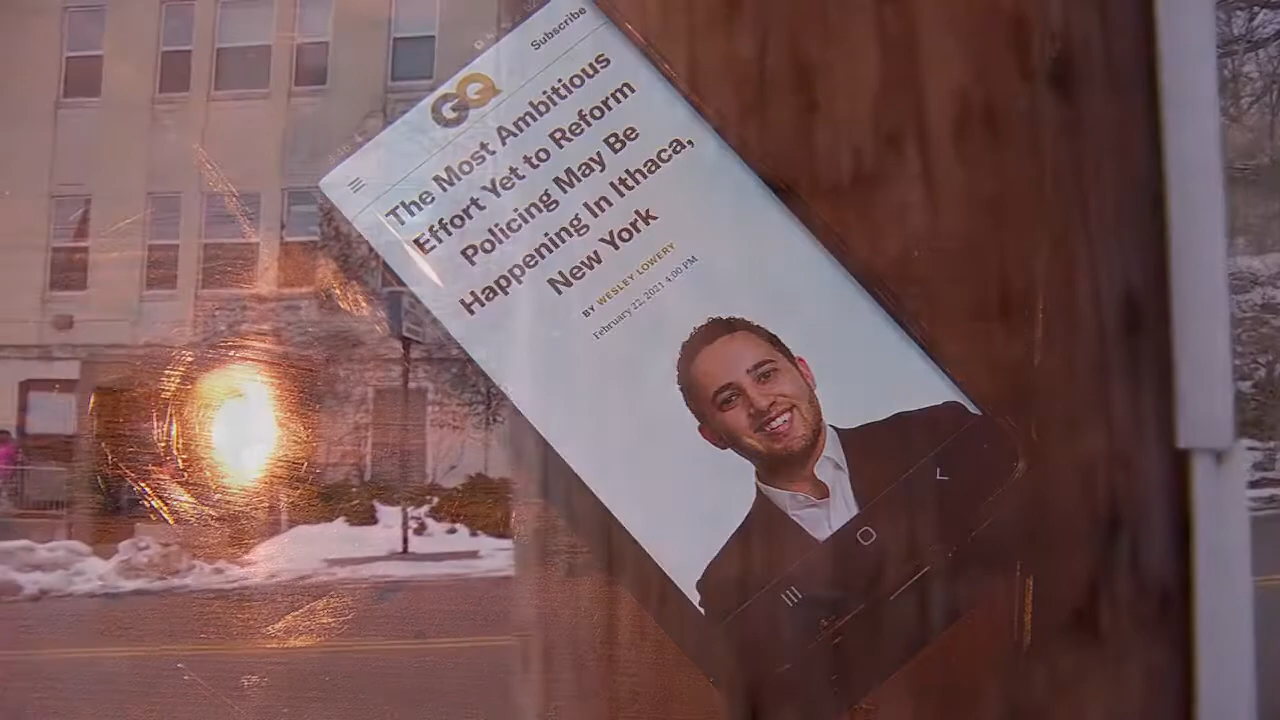 Subscribe
GQ
The Most Ambitious
Effort Yet to Reform
Policing May Be
Happening In Ithaca,
New York
BY WESLEY LOWERY
February 22, 2021 4:00 PM